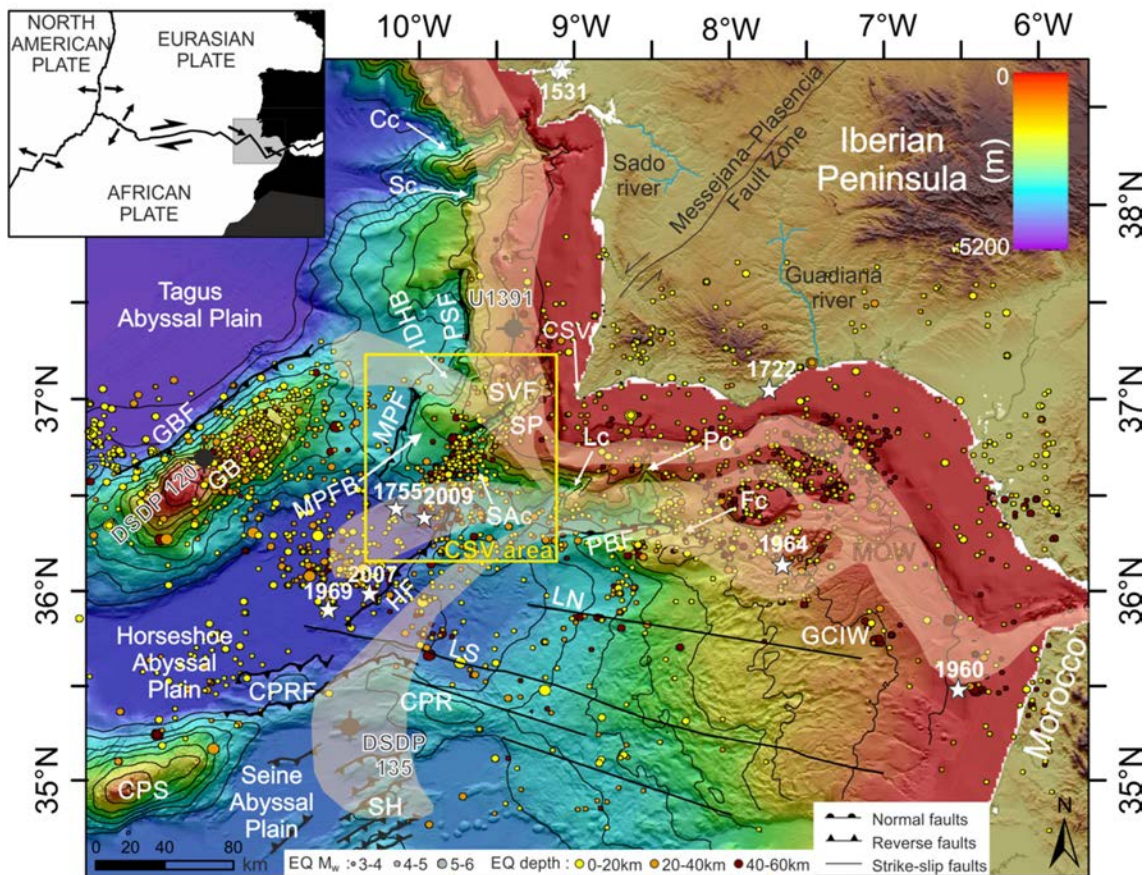 NORTH
AMERICAN
PLATE
EURASIAN
PLATE
AFRICAN
PLATE
10°W
9°W
8°W
7°W
6°W
38°N
37°N
36°N
35°N
37°N
36°N
35°N
0
(m)
-5200
1531
Cc
Sc
Sado
river
Messejana–Plasencia
Fault Zone
Iberian
Peninsula
Guadiana
river
Tagus
Abyssal Plain
U1391
IDHB
PSF
CSV
1722
SVF
SP
GBF
MPF
Lc
Pc
DSDP 120
GB
MPFB
1755
2009
SAc
Fc
CSV área
PBF
1964
MOW
2007
1969
HF
LN
GCIW
Horseshoe
Abyssal
Plain
LS
1960
CPRF
CPR
Morocco
DSDP
135
CPS
Seine
Abyssal
Plain
SH
N
0 20 40 80
km
EQ Mw : 3-4 4-5 5-6 EQ depth : 0-20km 20-40km 40-60km
Normal faults
Reverse faults
Strike-slip faults